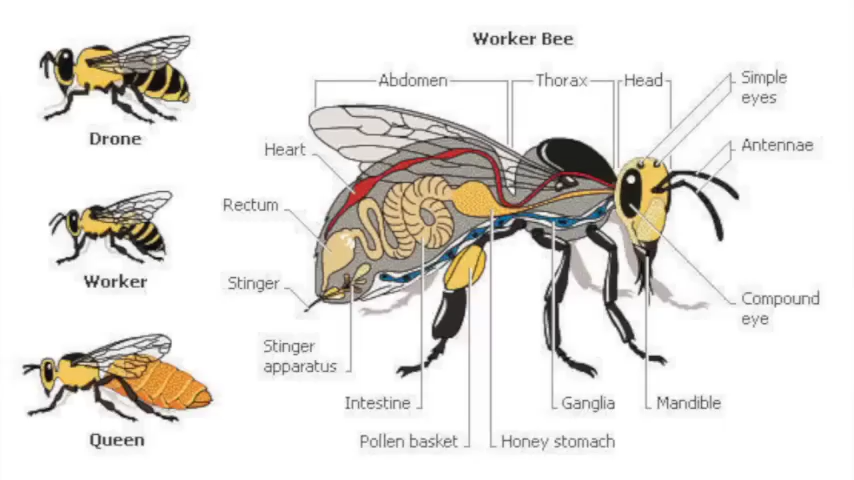 Worker Bee
Abdomen
Thorax
Head
Simple
eyes
Antennae
Heart
Rectum
Stinger
Stinger
apparatus
Intestine
Pollen basket
Honey stomach
Ganglia
Mandible
Compound
eye
Drone
Worker
Queen